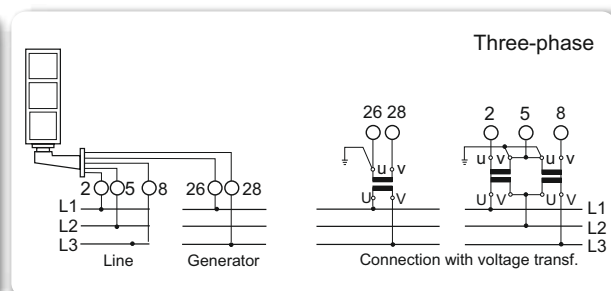 Three-phase
26 28
2 5 8
u v
u v u v
2 5 8 26 28
U V
U V U V
L1
L2
L3
L1
L2
L3
Line
Generator
Connection with voltage transf.